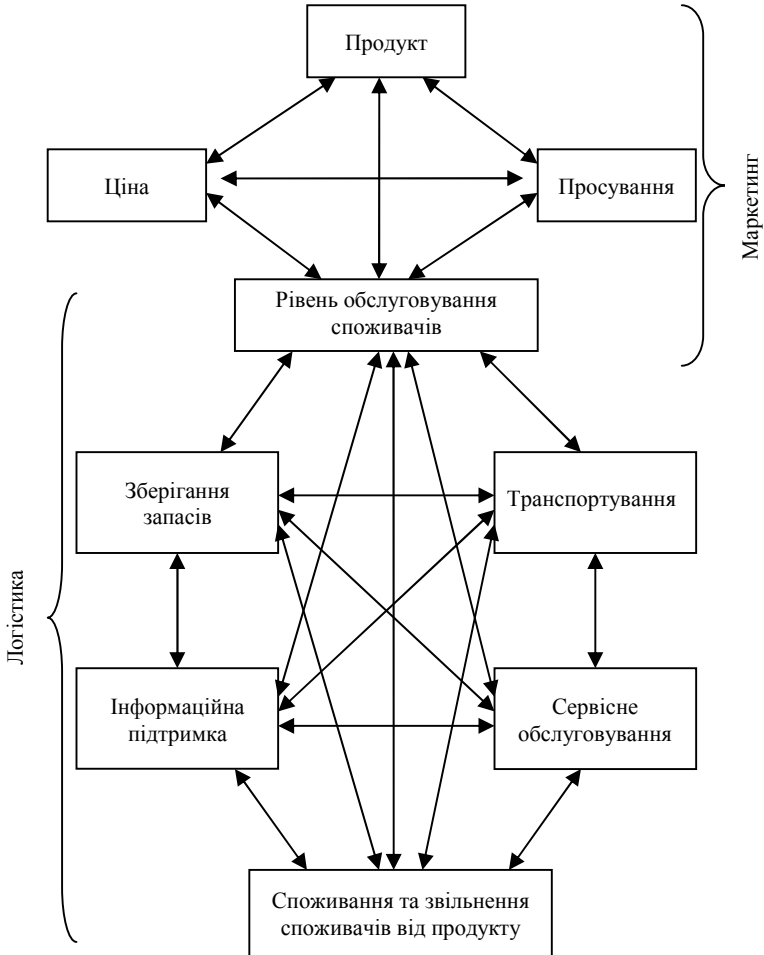 Продукт
Ціна
Просування
Маркетинг
Рівень обслуговування
споживачів
Зберігання
запасів
Транспортування
Логістика
Інформаційна
підтримка
Сервісне
обслуговування
Споживання та звільнення
споживачів від продукту